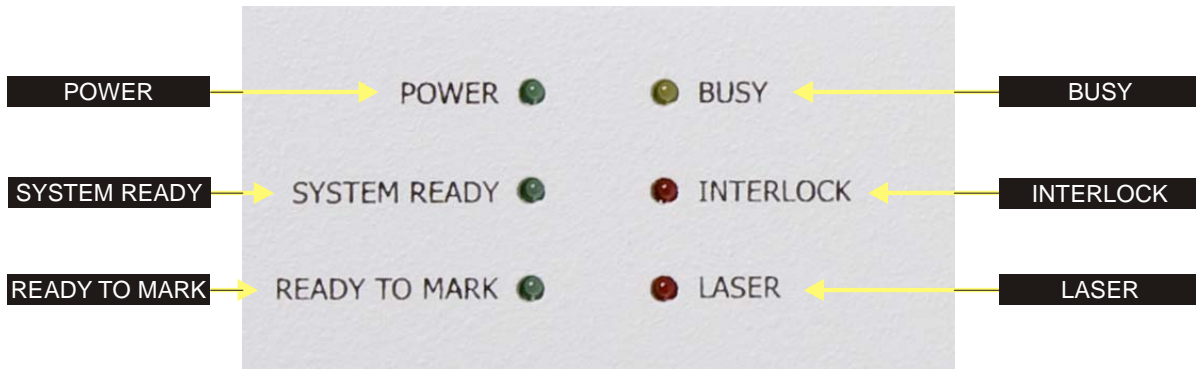 POWER POWER BUSY BUSY
SYSTEM READY SYSTEM READY INTERLOCK INTERLOCK
READY TO MARK READY TO MARK LASER LASER